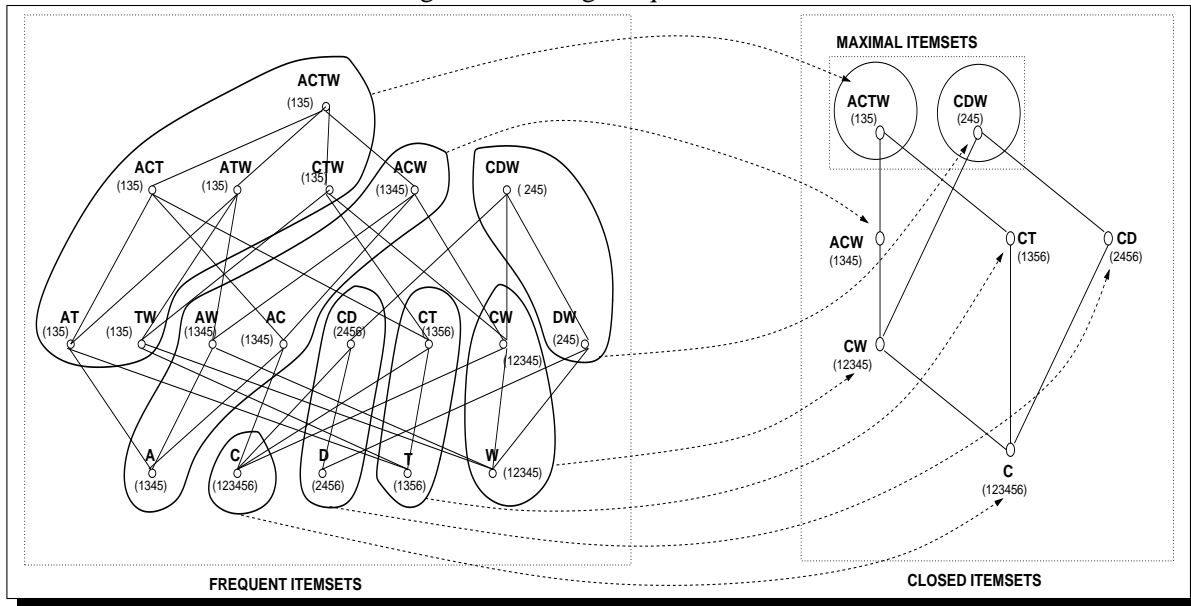 MAXIMAL ITEMSETS
ACTW
(135)
ACTW
(135)
CDW
(245)
ACT
(135)
ATW
(135)
CTW
(135)
ACW
(1345)
CDW
( 245)
ACW
(1345)
CT
(1356)
CD
(2456)
AT
(135)
TW
(135)
AW
(1345)
AC
(1345)
CD
(2456)
CT
(1356)
CW
(12345)
DW
(245)
CW
(12345)
A
(1345)
C
(123456)
D
(2456)
T
(1356)
W
(12345)
C
(123456)
FREQUENT ITEMSETS
CLOSED ITEMSETS